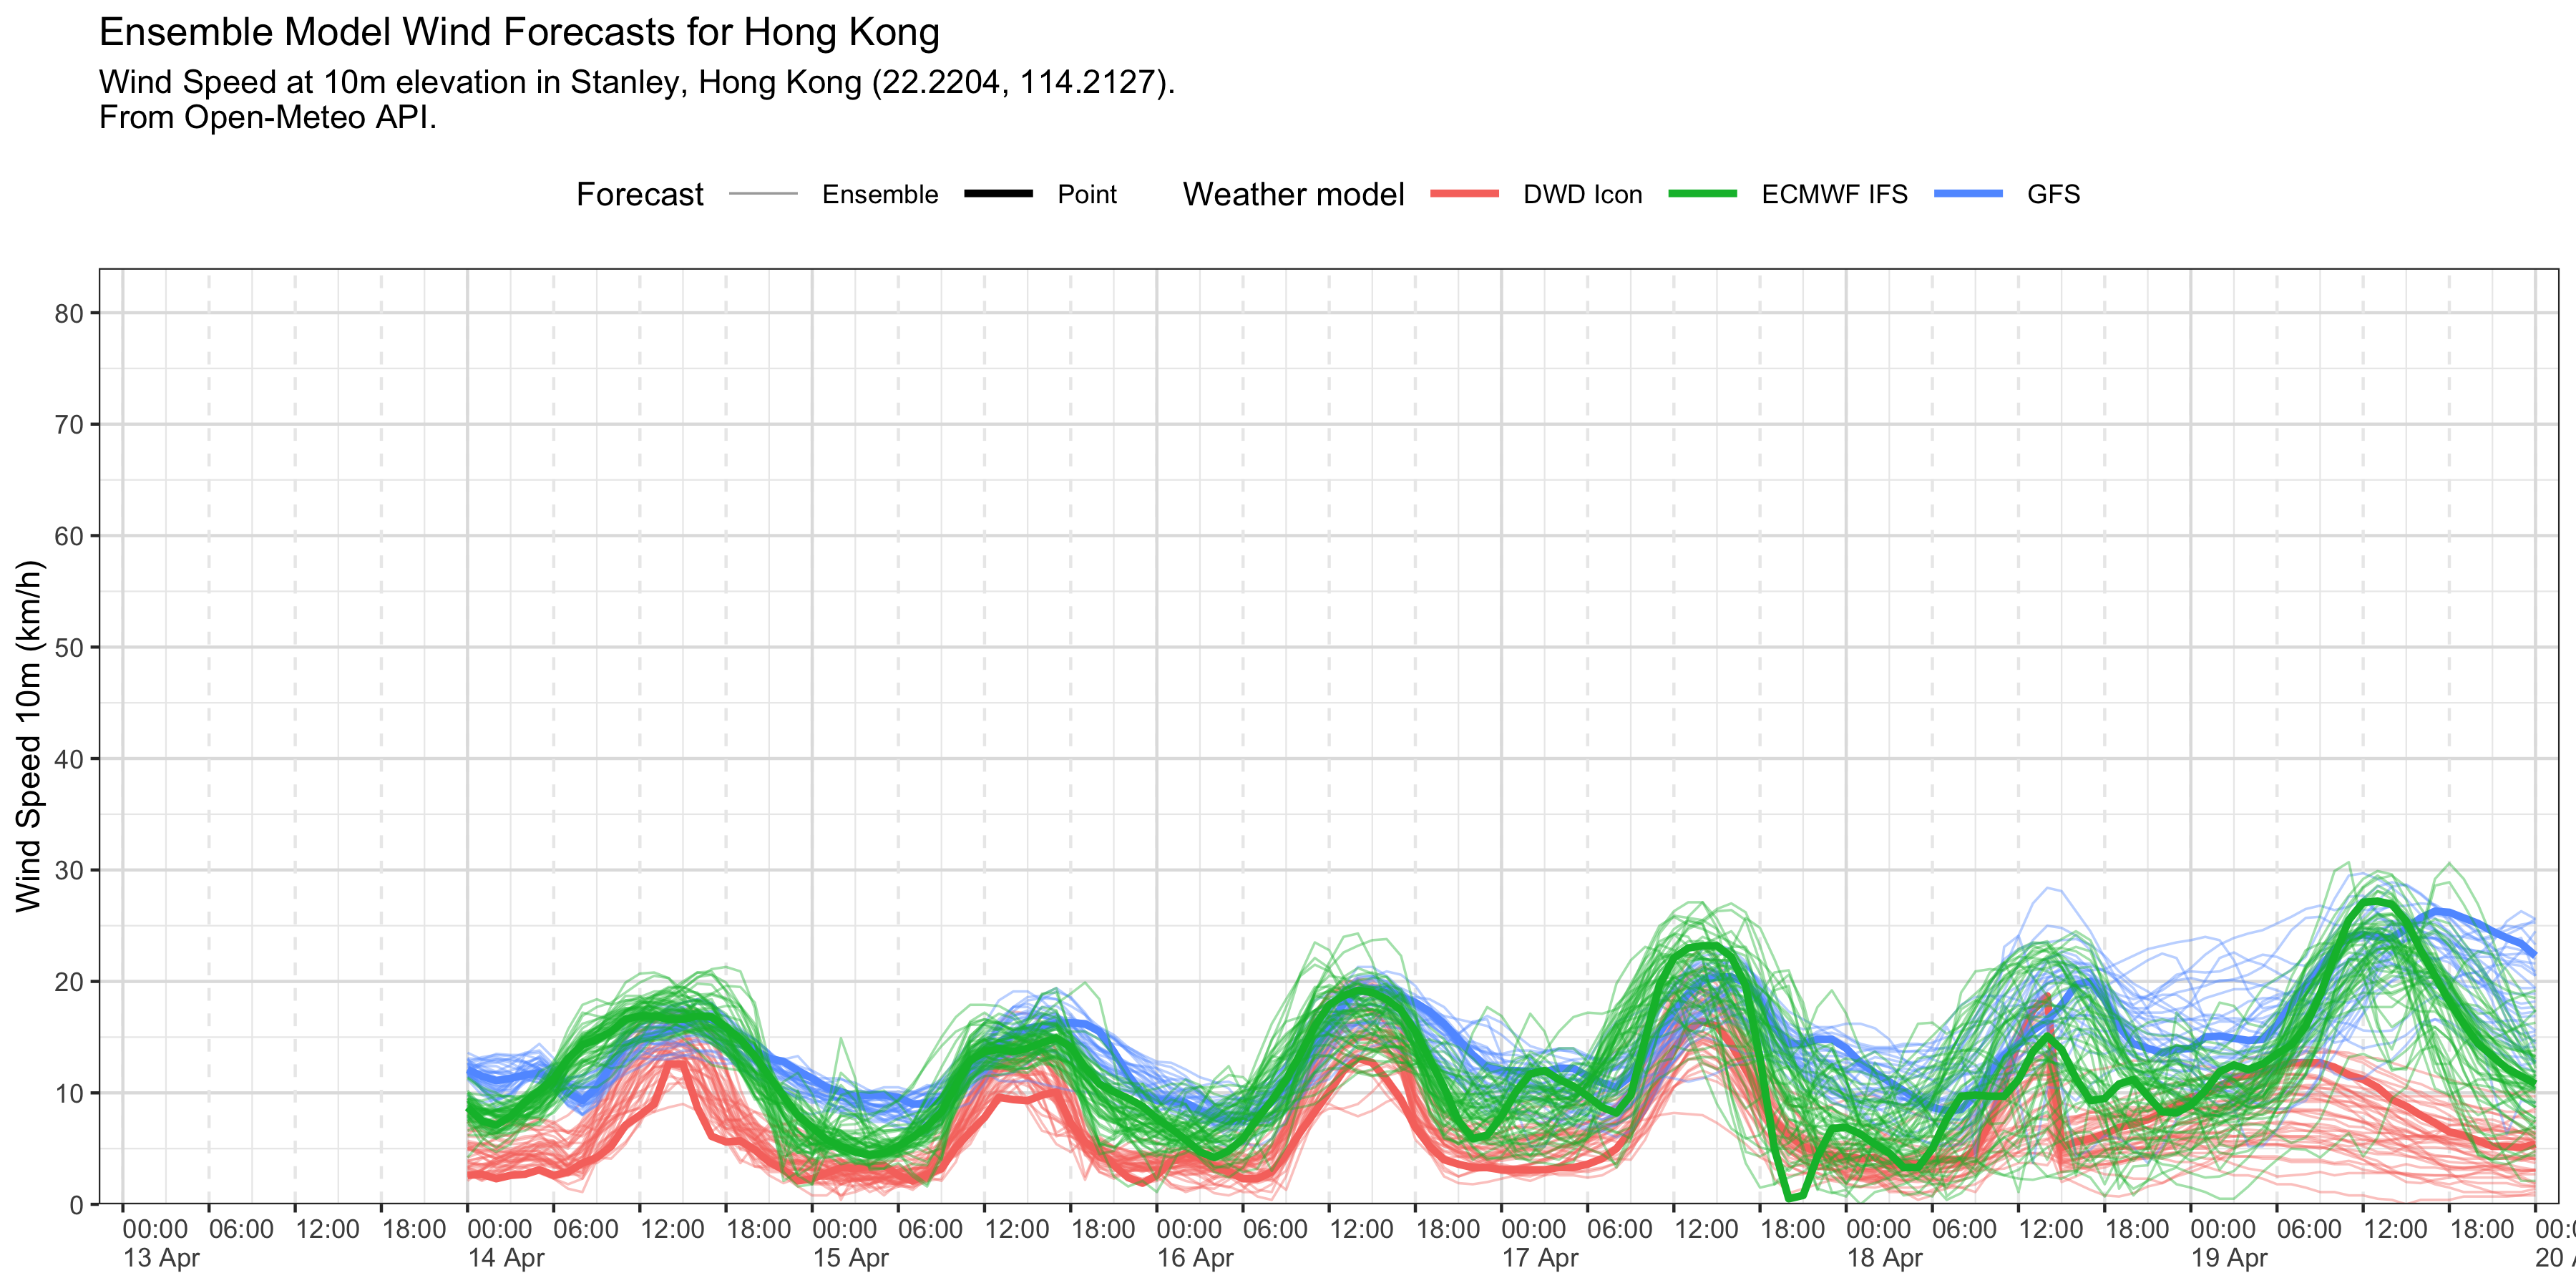 Ensemble Model Wind Forecasts for Hong Kong
Wind Speed at 10m elevation in Stanley, Hong Kong (22.2204, 114.2127).
From Open-Meteo API.
Forecast Ensemble Point Weather model DWD Icon ECMWF IFS GFS
Wind Speed 10m (km/h)
80
70
60
50
40
30
20
10
0
00:00 06:00 12:00 18:00 00:00 06:00 12:00 18:00 00:00 06:00 12:00 18:00 00:00 06:00 12:00 18:00 00:00 06:00 12:00 18:00 00:00 06:00 12:00 18:00 00:00 06:00 12:00 18:00 00:0
13 Apr 14 Apr 15 Apr 16 Apr 17 Apr 18 Apr 19 Apr 20